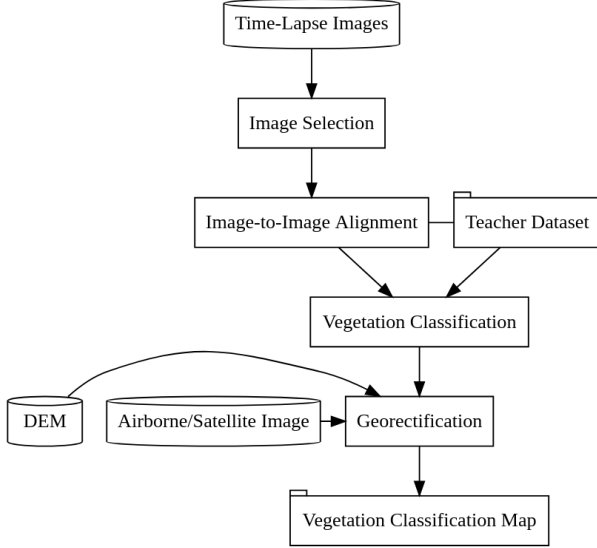 Time-Lapse Images
Image Selection
Image-to-Image Alignment
Teacher Dataset
Vegetation Classification
DEM
Airborne/Satellite Image
Georectification
Vegetation Classification Map